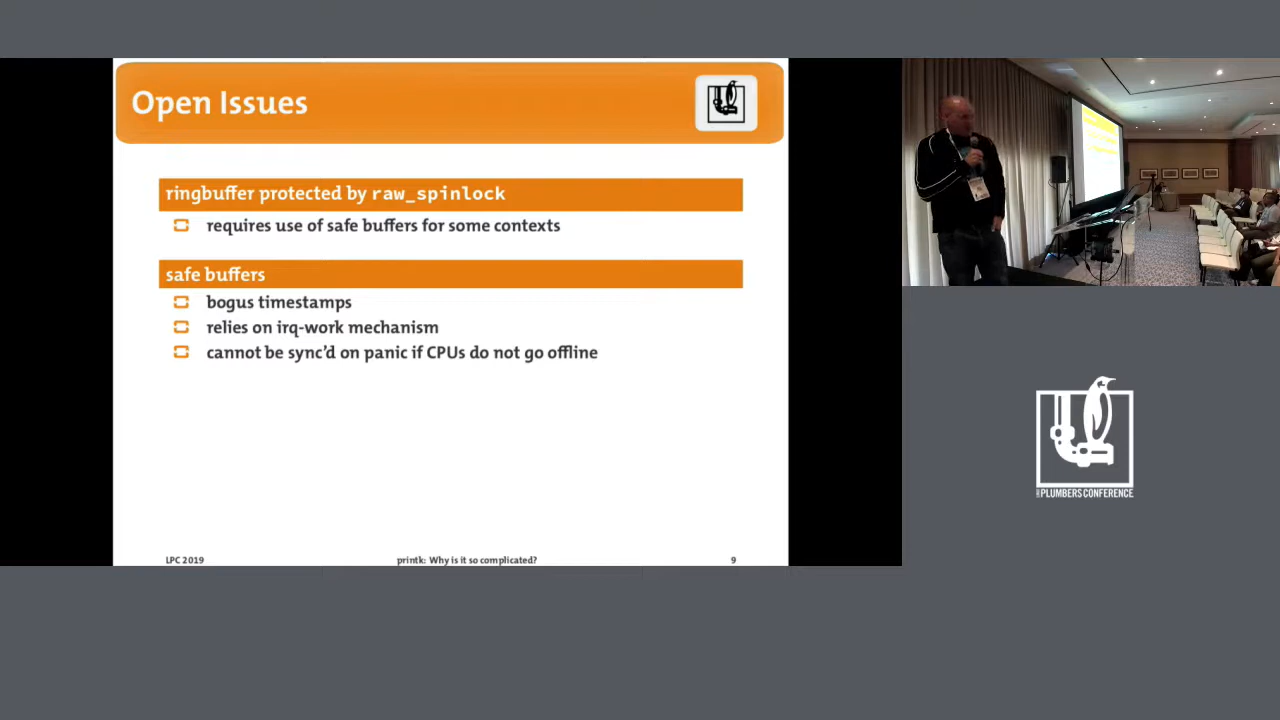 Open Issues
ringbuffer protected by raw_spinlock
requires use of safe buffers for some contexts
safe buffers
bogus timestamps
relies on irq-work mechanism
cannot be sync'd on panic if CPUs do not go offline
LPC 2019
printk: Why is it so complicated?
9
PLUMBERS CONFERENCE